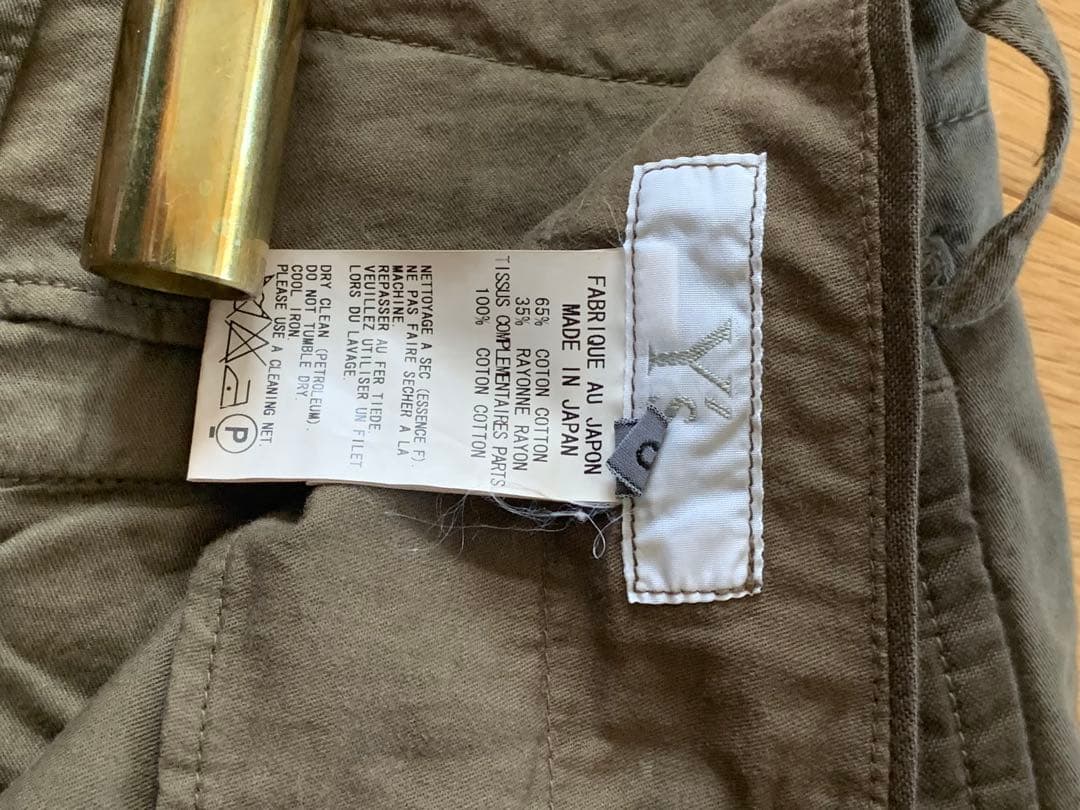 Y's
0
FABRIQUE AU JAPON
MADE IN JAPAN
65% COTON COTTON
35% RAYONNE RAYON
TISSUS COMPLEMENTAIRES PARTS
100% COTON COTTON
NETTOYAGE A SEC (ESSENCE F).
NE PAS FAIRE SECHER A LA
MACHINE.
REPASSER AU FER TIEDE.
VEUILLEZ UTILISER UN FILET
LORS DU LAVAGE.
DRY CLEAN (PETROLEUM).
DO NOT TUMBLE DRY.
COOL IRON.
PLEASE USE A CLEANING NET.
P